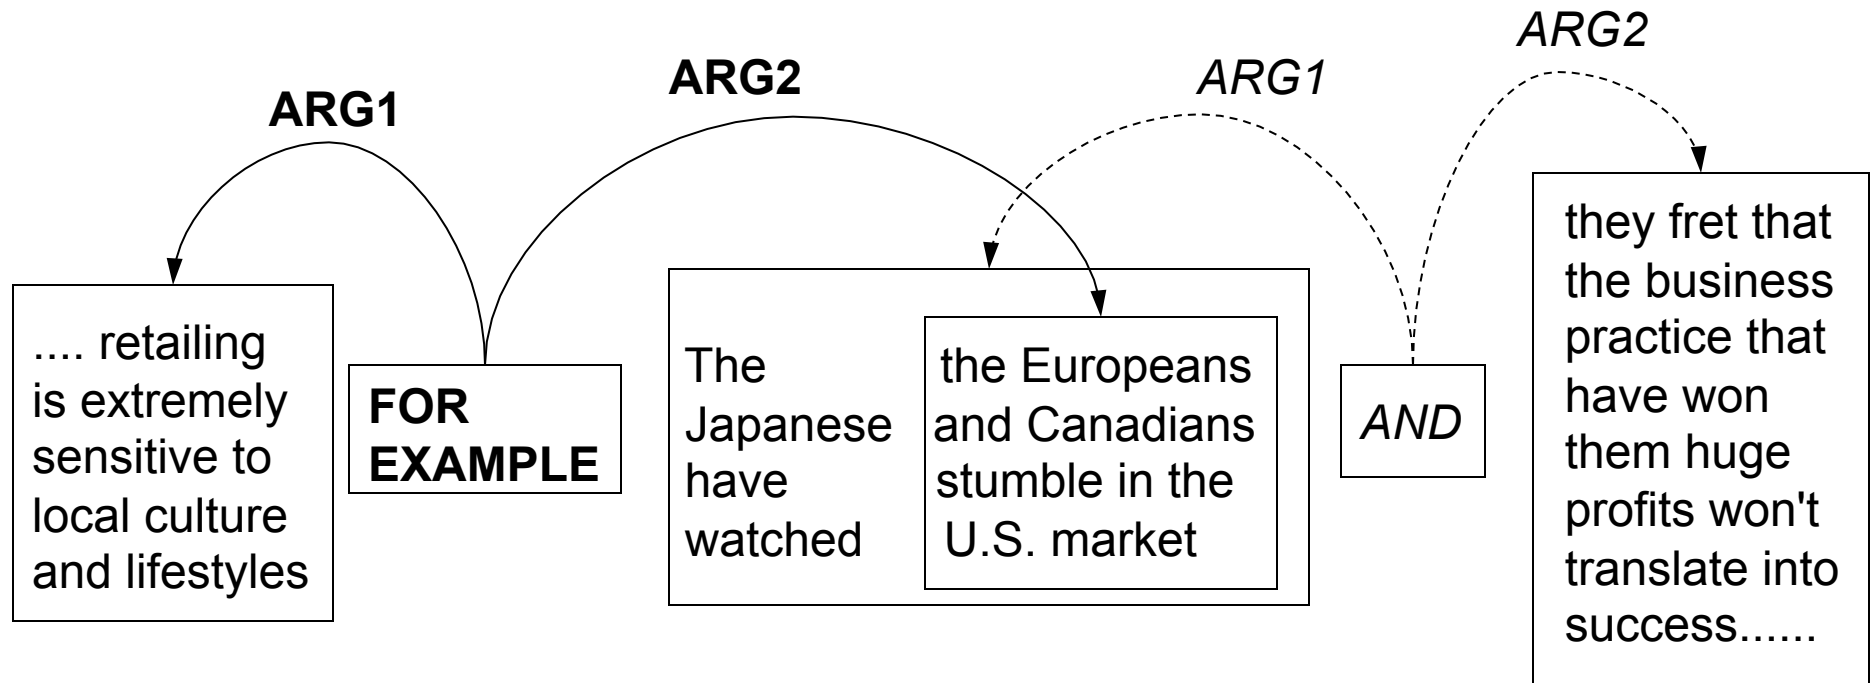 ARG2
ARG1
ARG2
ARG1
.... retailing
is extremely
sensitive to
local culture
and lifestyles
FOR
EXAMPLE
The
Japanese
have
watched
the Europeans
and Canadians
stumble in the
U.S. market
AND
they fret that
the business
practice that
have won
them huge
profits won't
translate into
success......